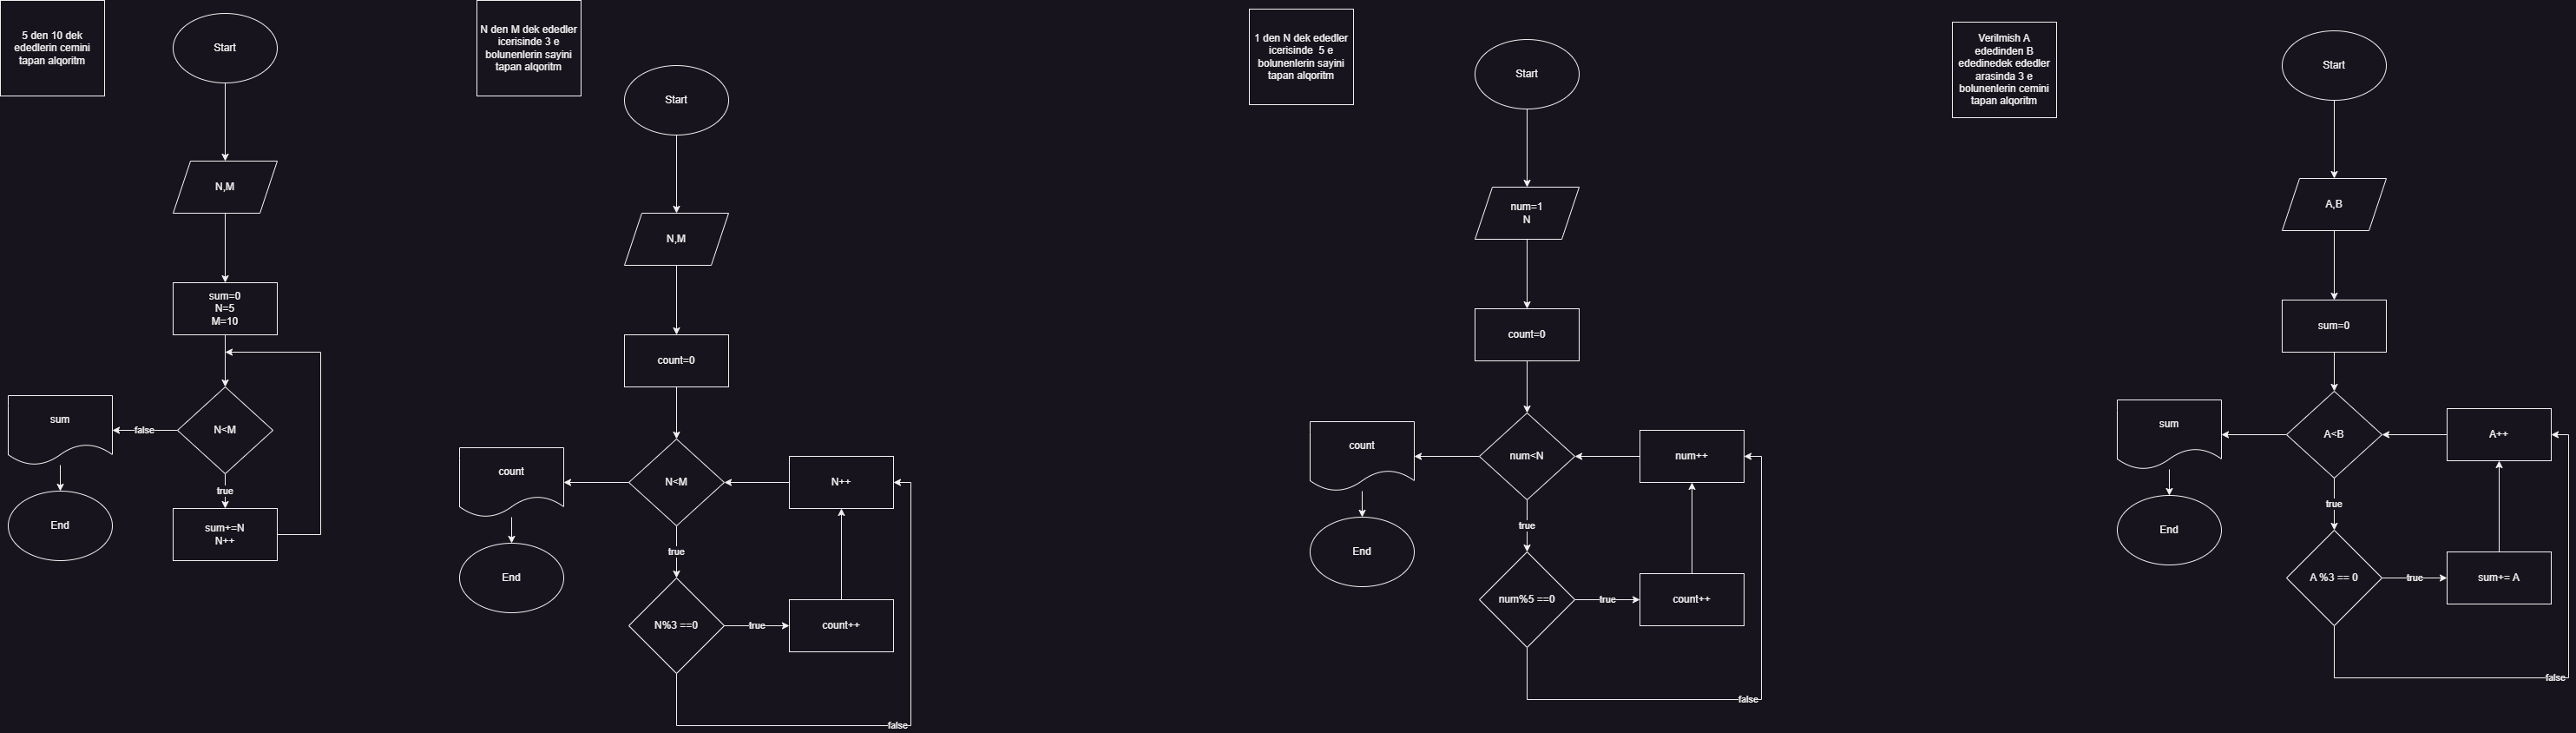 5 den 10 dek
ededlerin cemini
tapan alqoritm
Start
N,M
sum=0
N=5
M=10
N<M
false
sum
End
true
sum+=N
N++
N den M dek ededler
icerisinde 3 e
bolunenlerin sayini
tapan alqoritm
Start
N,M
count=0
N<M
count
End
N++
true
N%3 ==0
true
count++
false
1 den N dek ededler
icerisinde  5 e
bolunenlerin sayini
tapan alqoritm
Start
num=1
N
count=0
num<N
count
End
num++
true
num%5 ==0
true
count++
false
Verilmish A
ededinden B
ededinedek ededler
arasinda 3 e
bolunenlerin cemini
tapan alqoritm
Start
A,B
sum=0
A<B
sum
End
A++
true
A %3 == 0
true
sum+= A
false